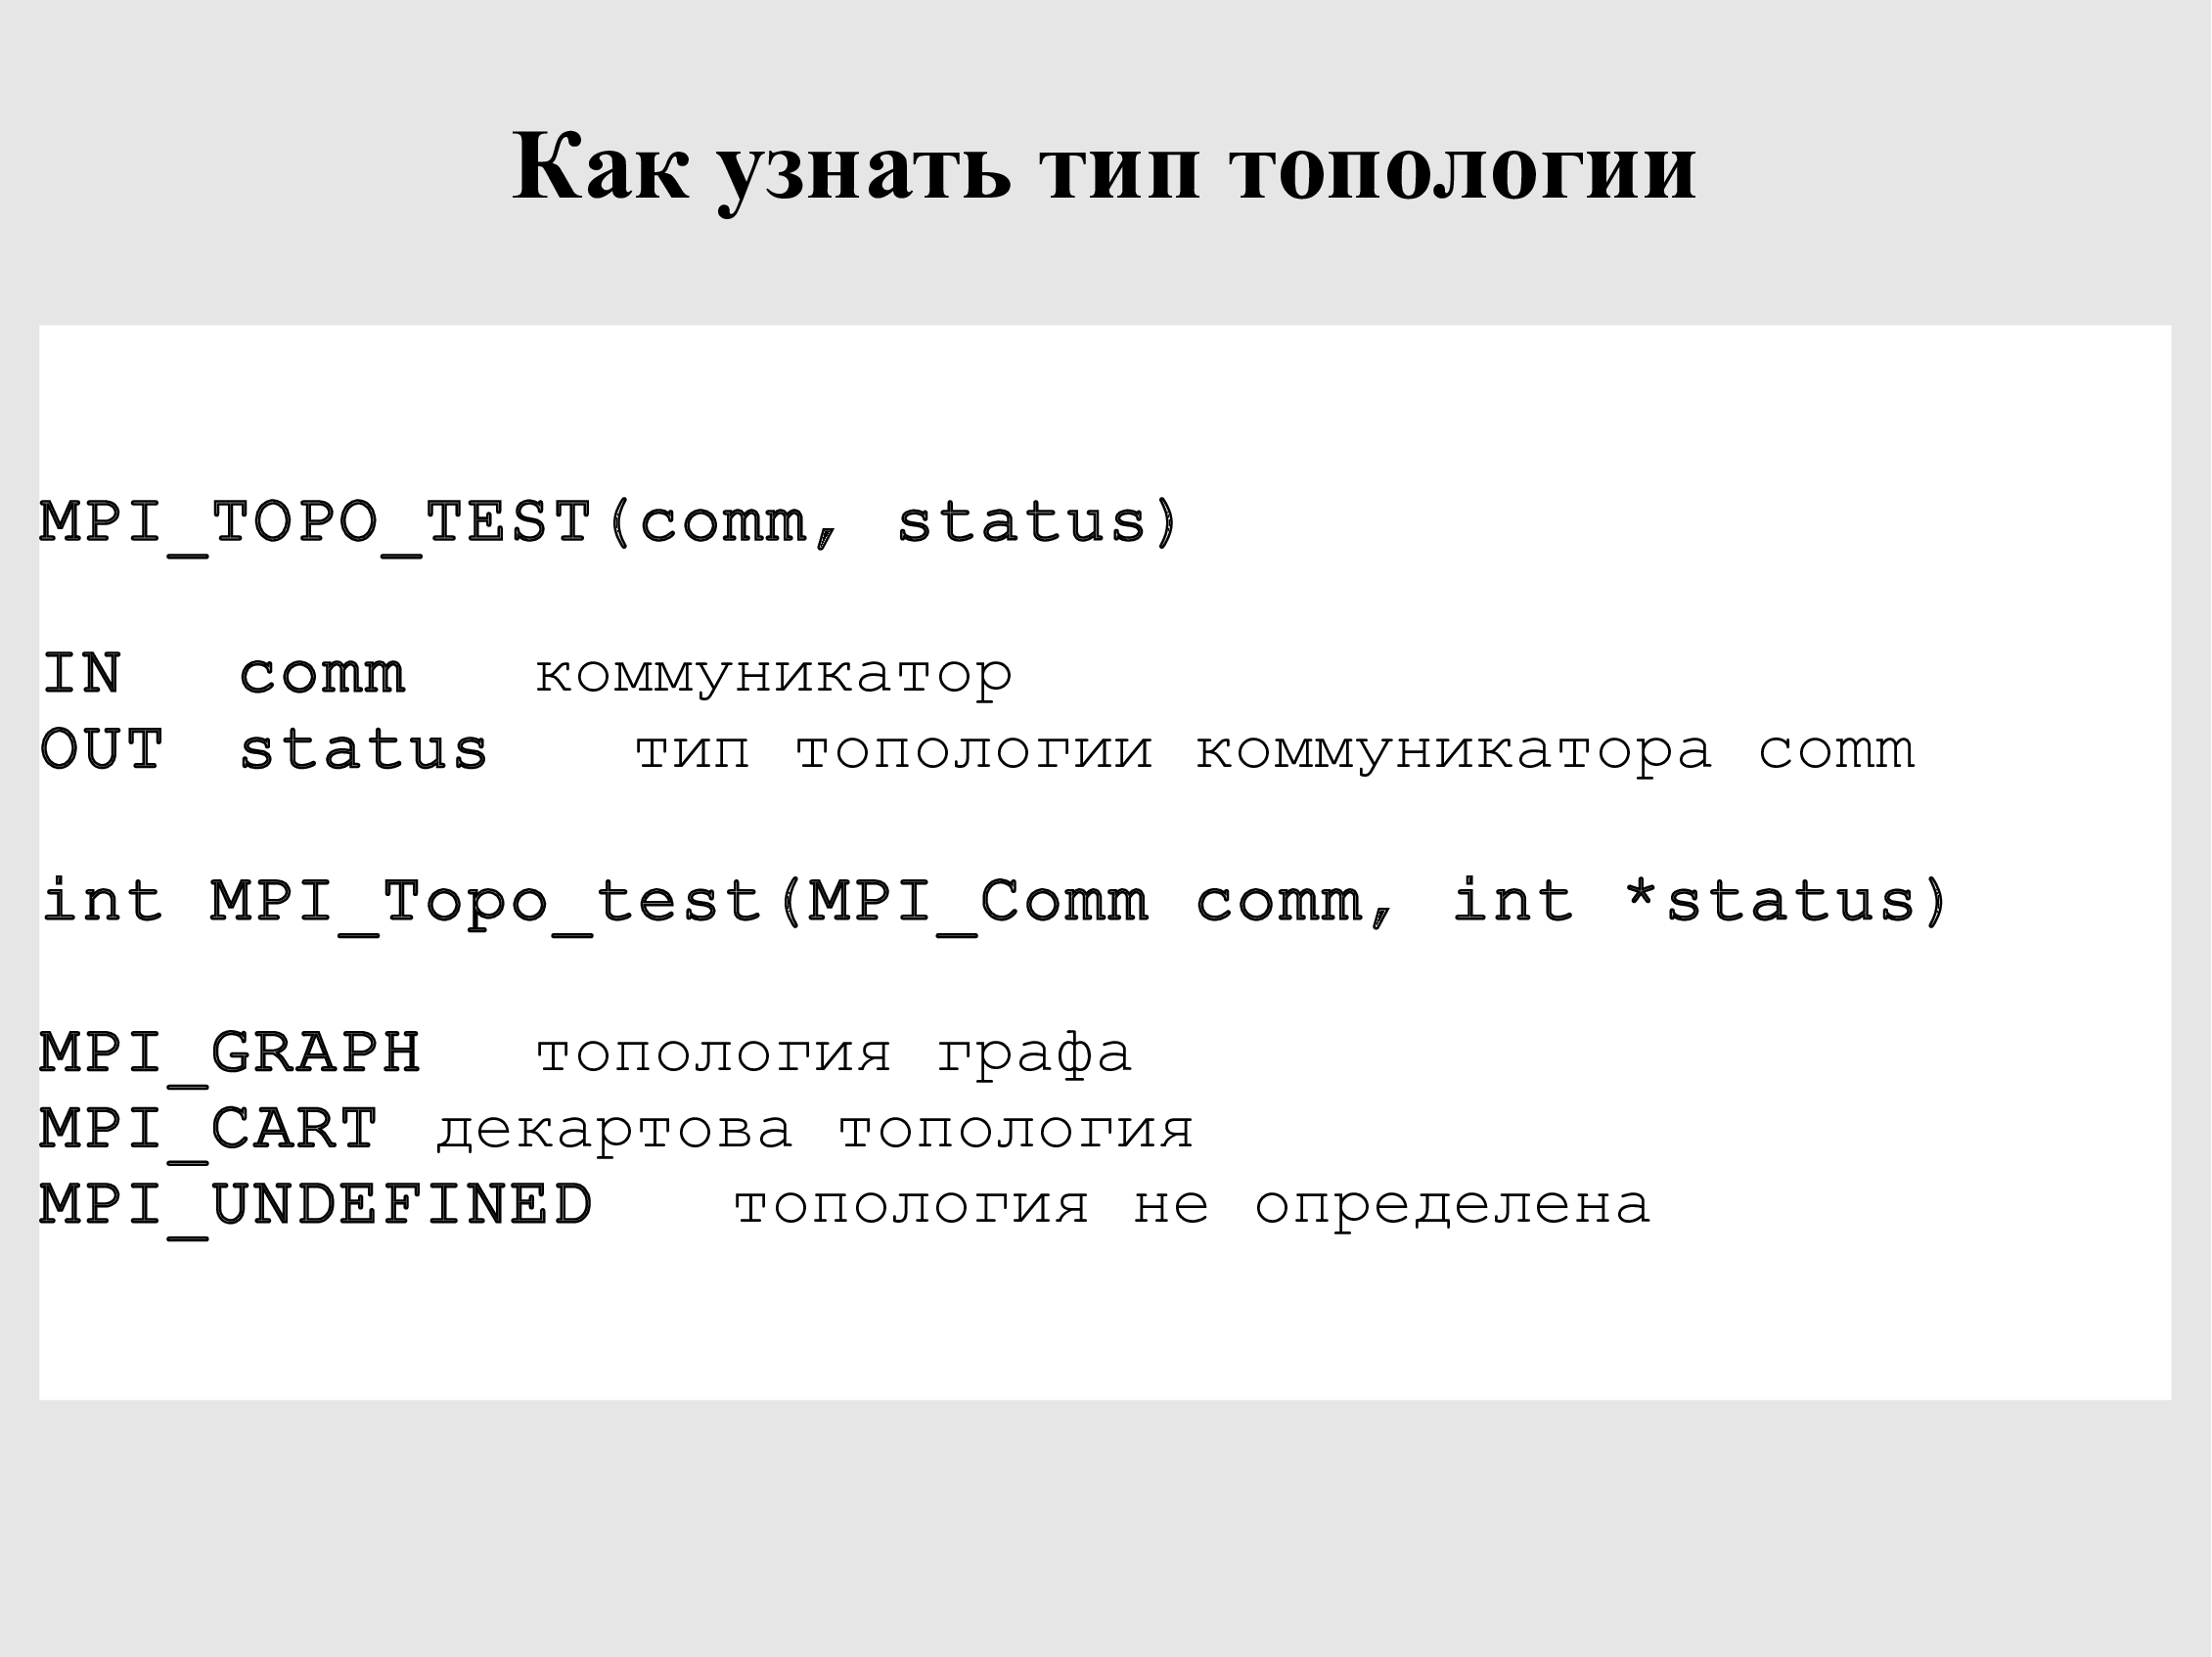 Как узнать тип топологии
MPI_TOPO_TEST(comm, status)
IN comm коммуникатор
OUT status тип топологии коммуникатора comm
int MPI_Topo_test(MPI_Comm comm, int *status)
MPI_GRAPH топология графа
MPI_CART декартова топология
MPI_UNDEFINED топология не определена